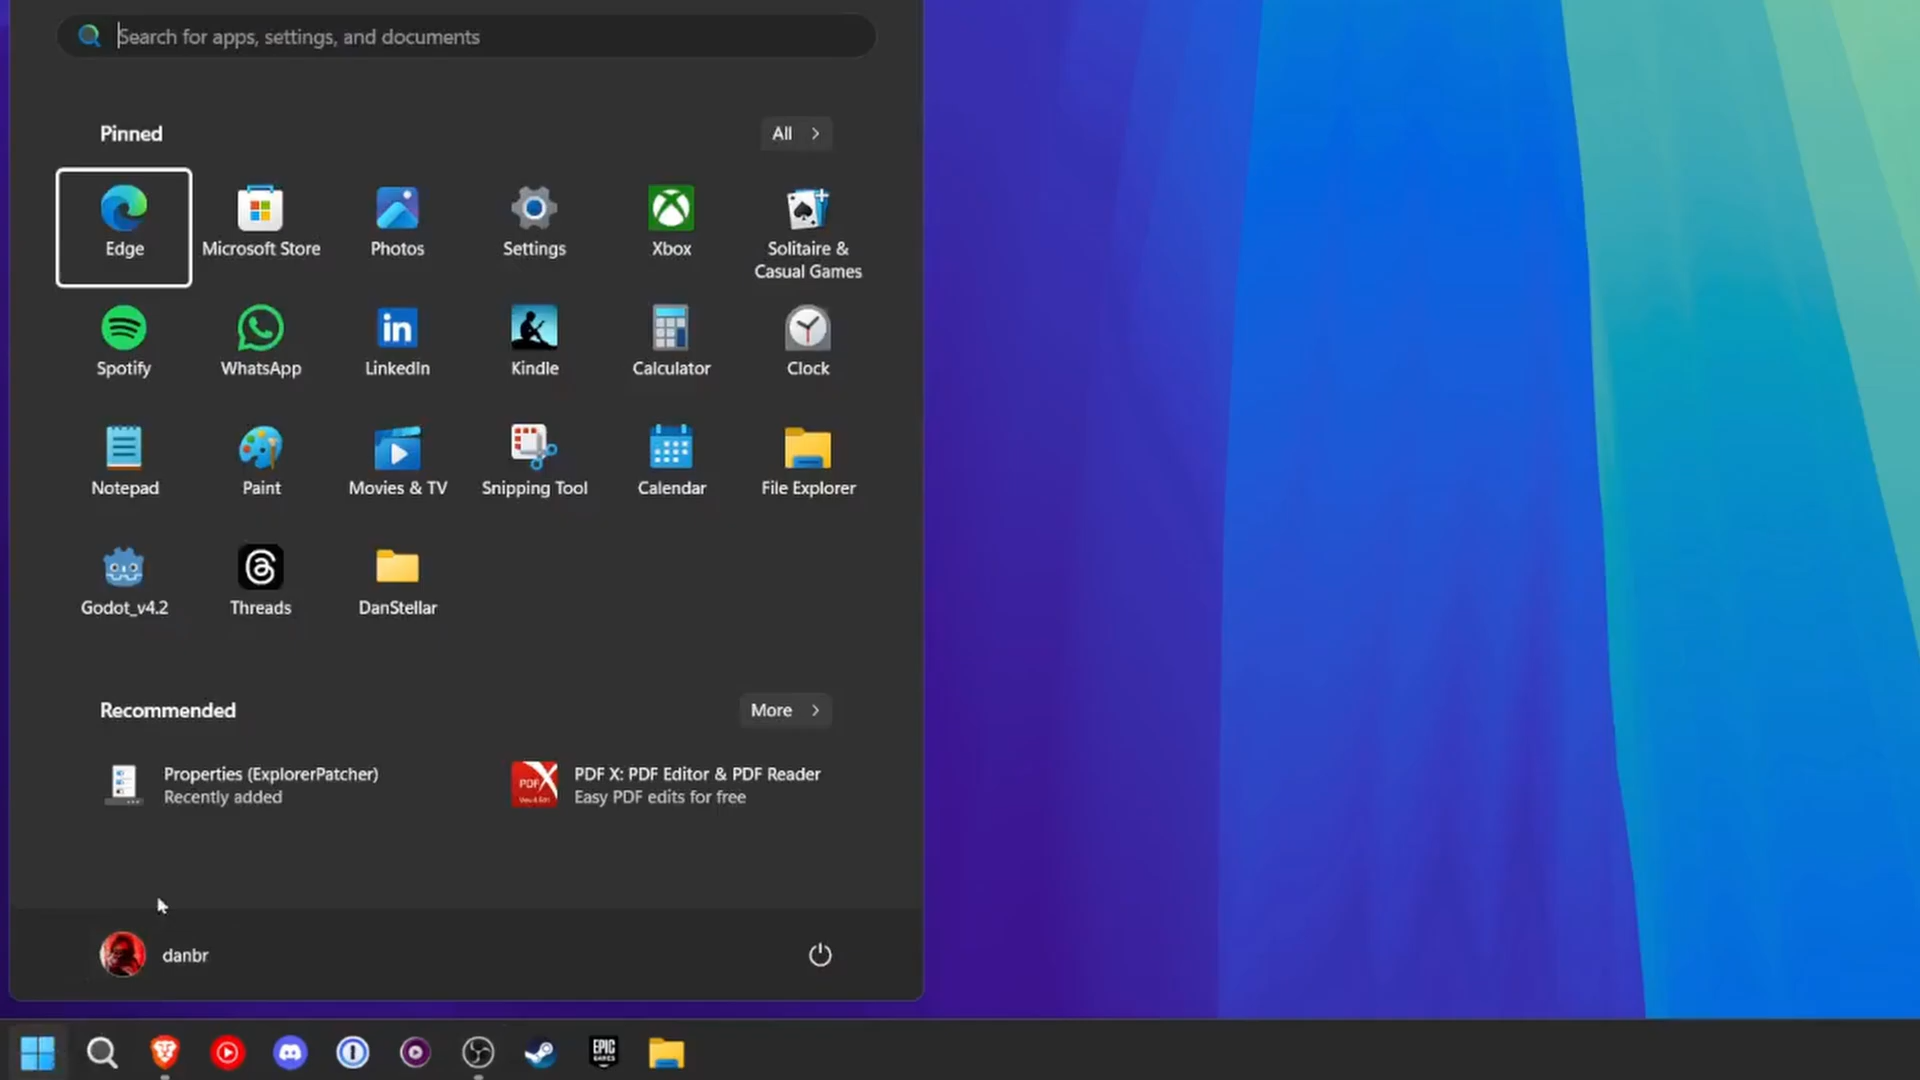 Search for apps, settings, and documents
Pinned
All
Edge
Microsoft Store
Photos
Settings
Xbox
Solitaire &
Casual Games
Spotify
WhatsApp
LinkedIn
Kindle
Calculator
Clock
Notepad
Paint
Movies & TV
Snipping Tool
Calendar
File Explorer
Godot_v4.2
Threads
DanStellar
Recommended
More
Properties (ExplorerPatcher)
Recently added
PDF X: PDF Editor & PDF Reader
Easy PDF edits for free
danbr
EPIC
GAMES